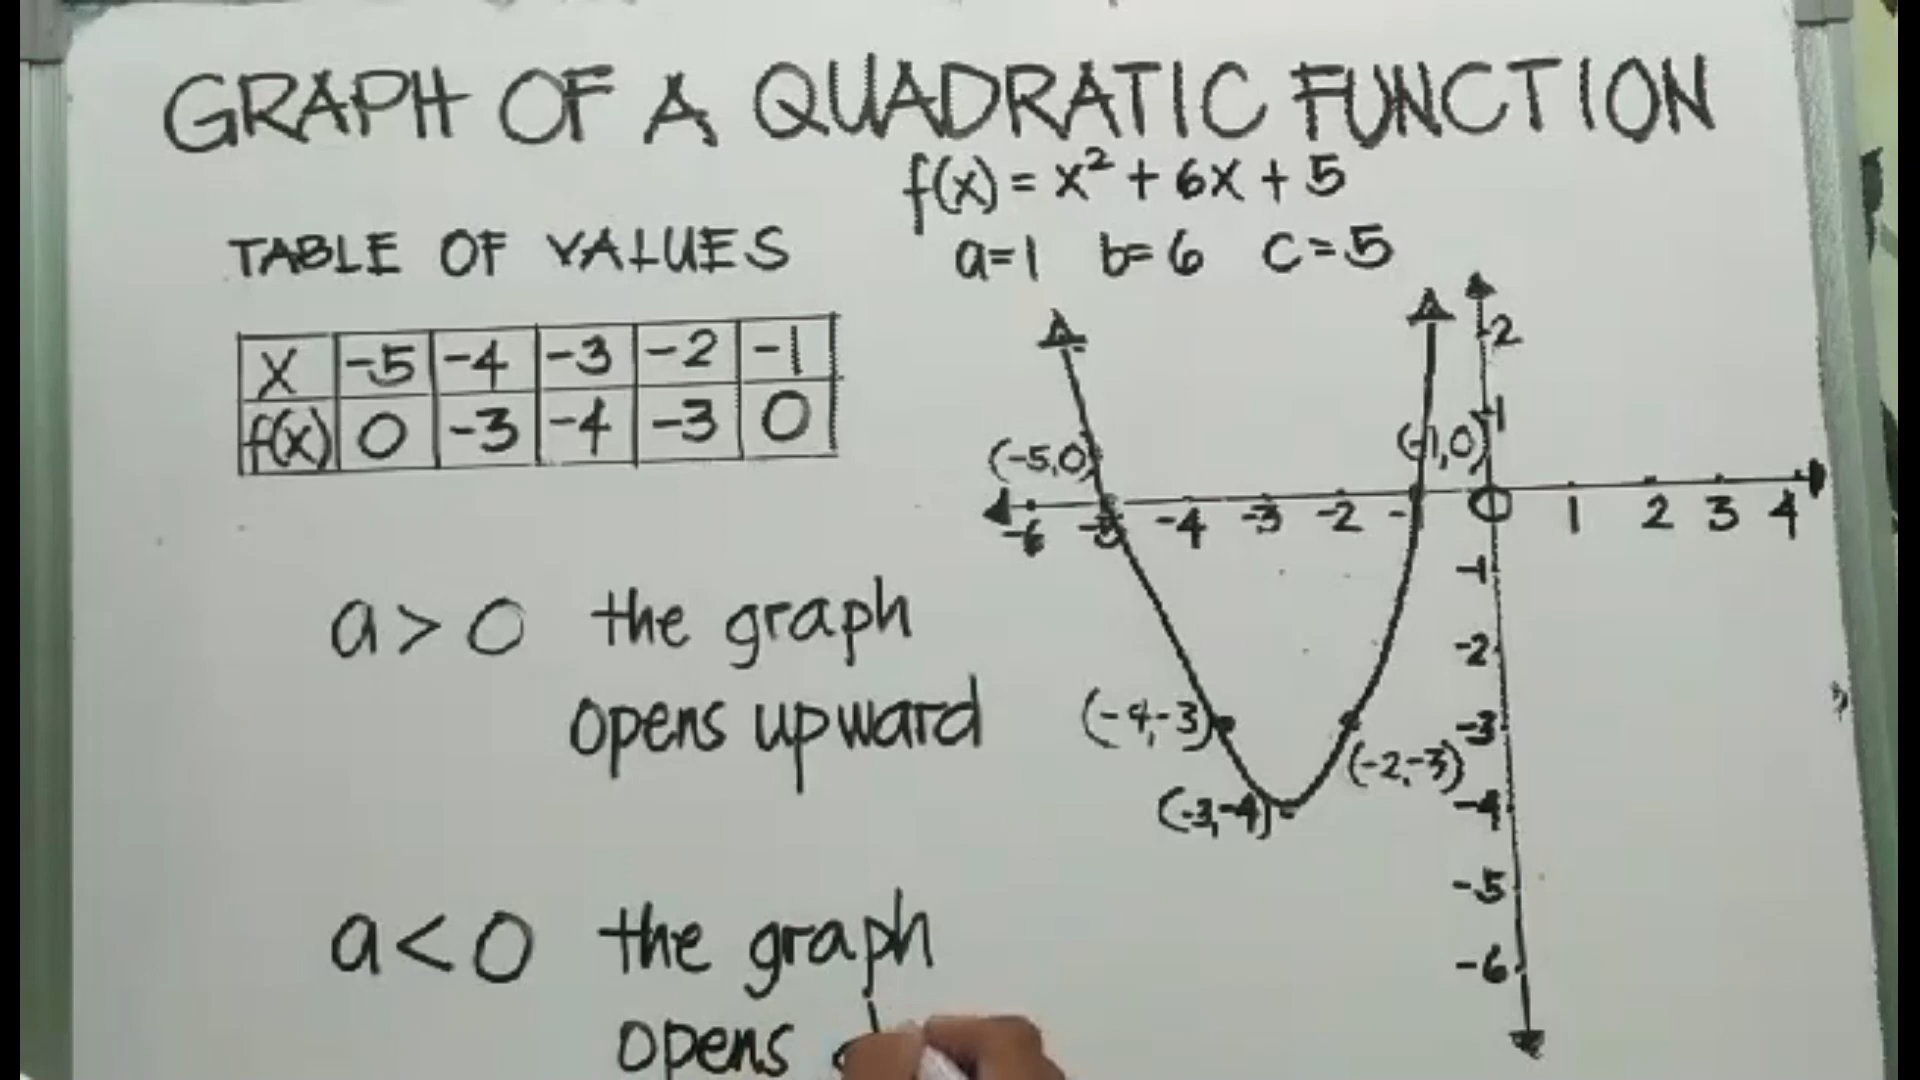 GRAPH OF A QUADRATIC FUNCTION
f(x) = x² + 6x + 5
a=1 b=6 c=5
TABLE OF VALUES
X -5 -4 -3 -2 -1
f(x) 0 -3 -4 -3 0
a > 0 the graph
opens upward
a < 0 the graph
opens
2
1
(-5,0)
(-1,0)
-6 -5 -4 -3 -2 -1 0 1 2 3 4
-1
-2
(-4,-3)
-3
(-2,-3)
(-3,-4)
-4
-5
-6